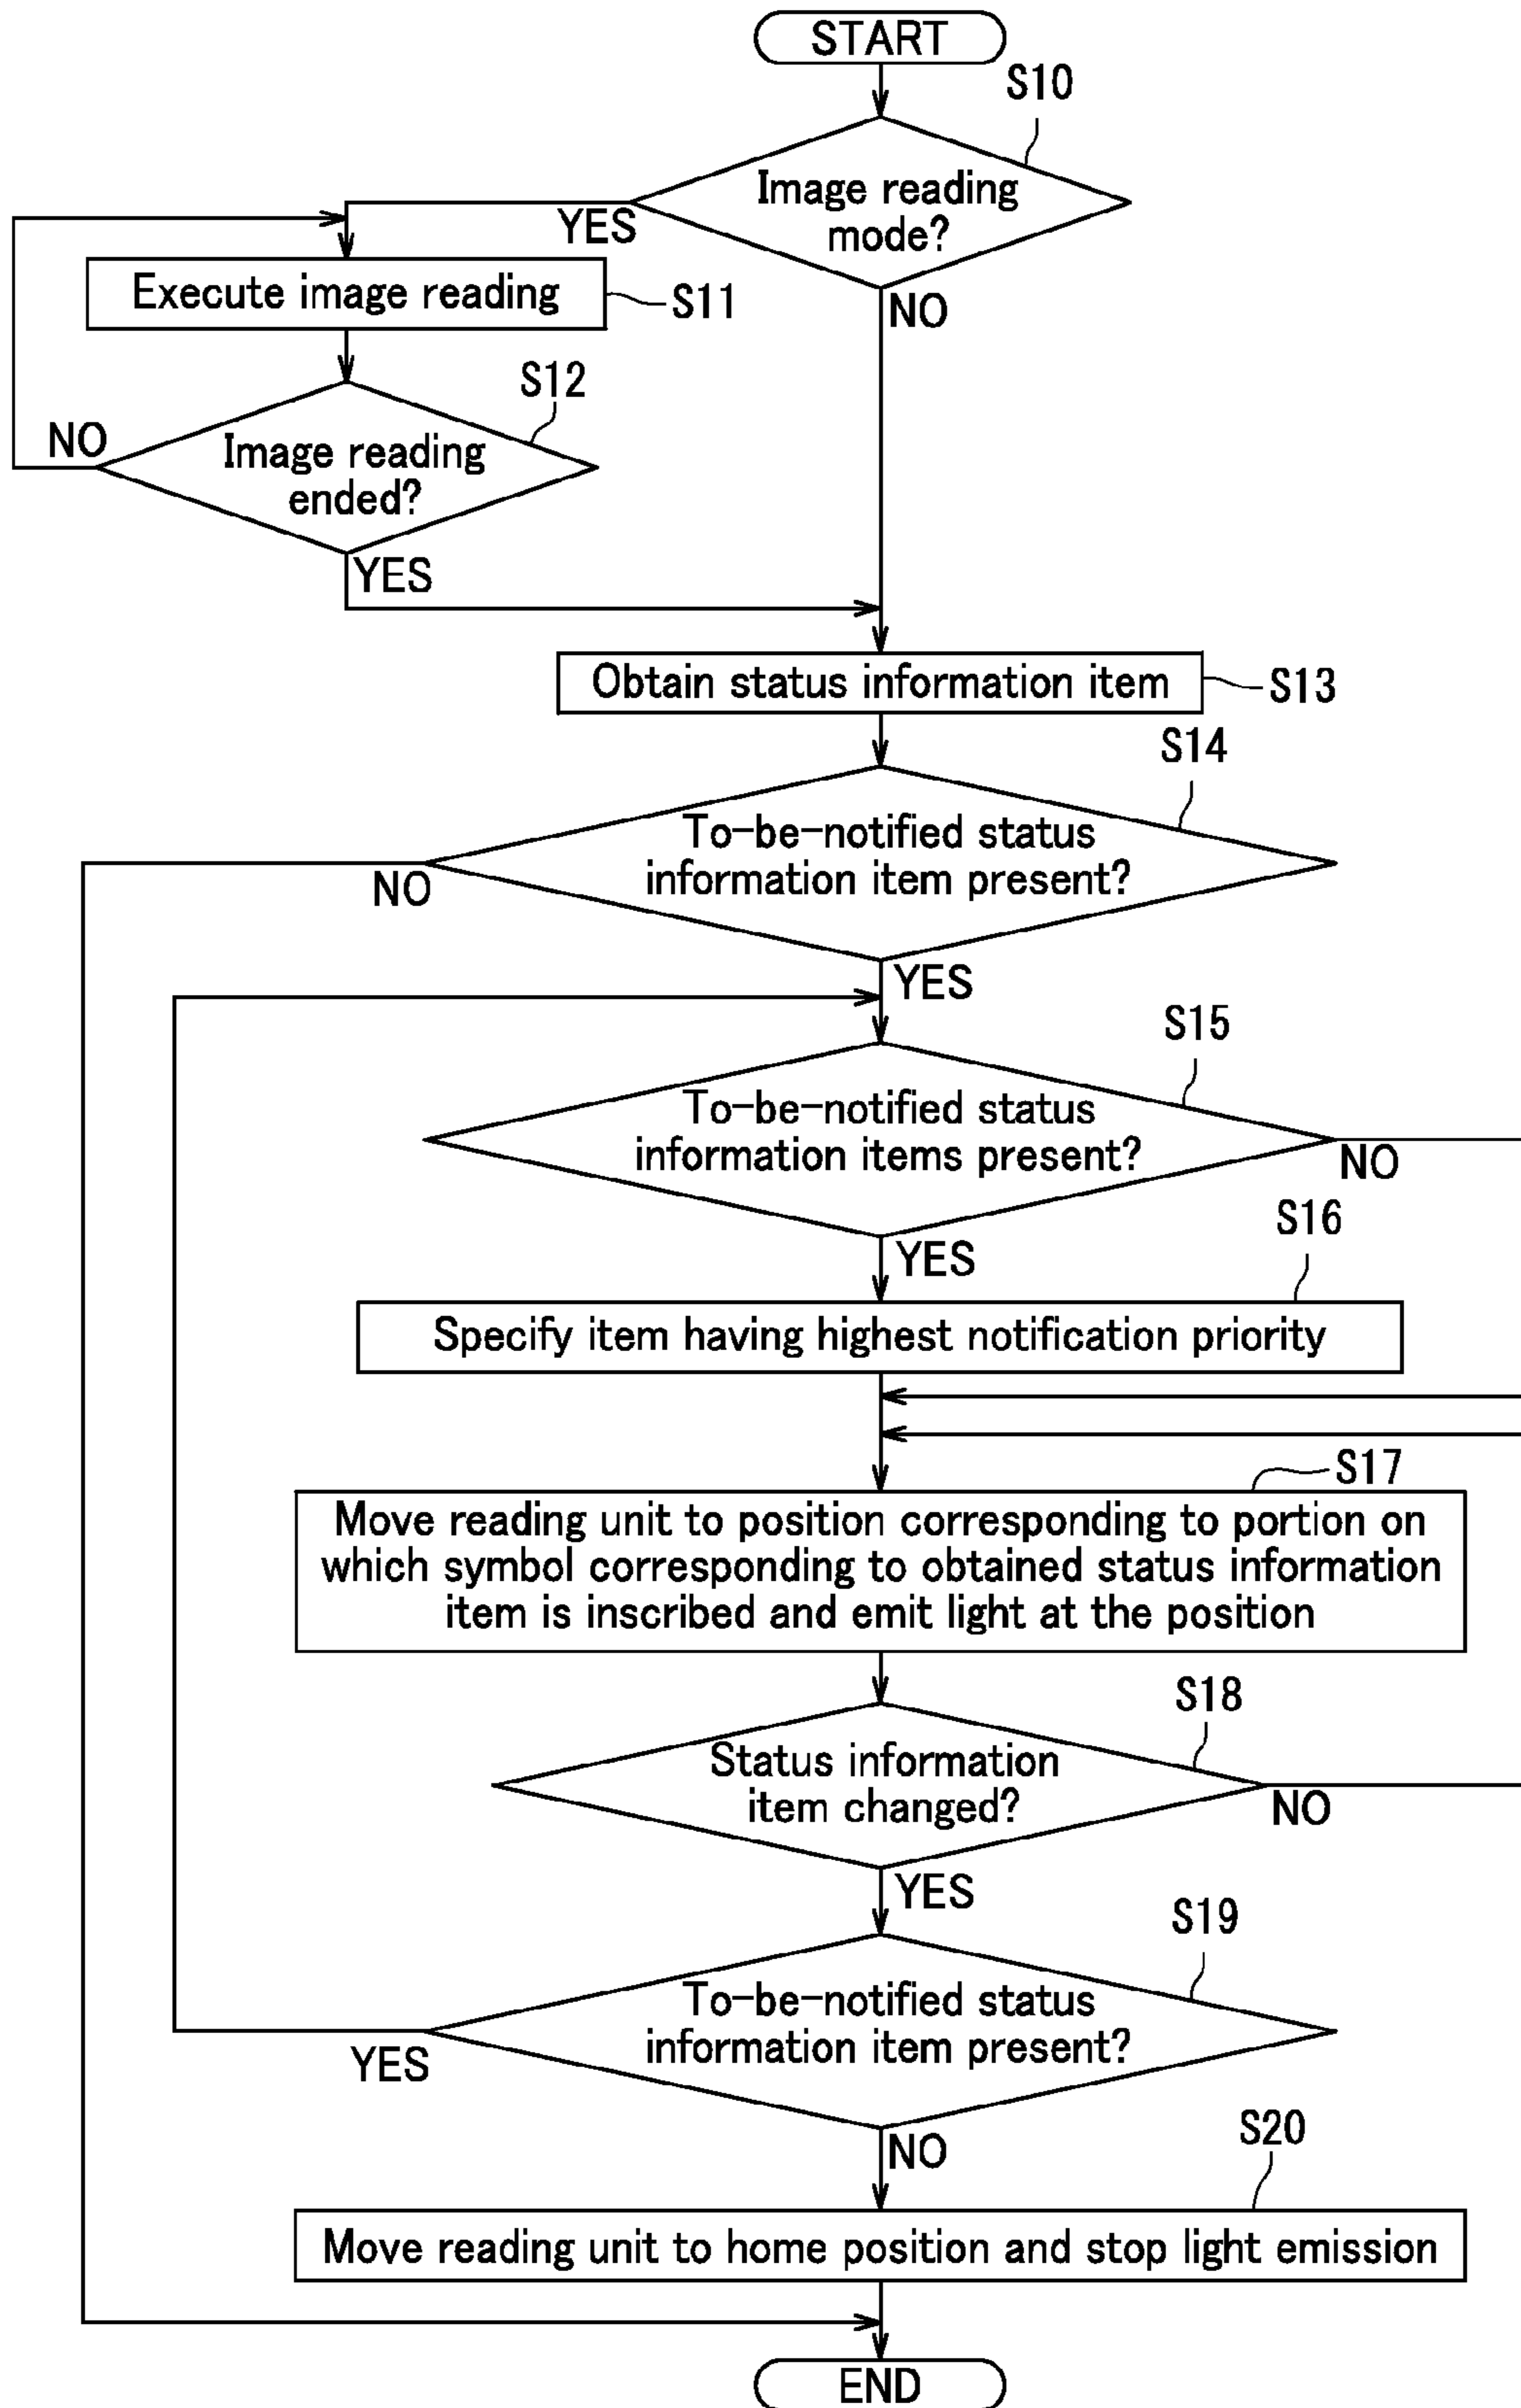 START
S10
Image reading
mode?
YES
NO
Execute image reading
S11
S12
Image reading
ended?
NO
YES
Obtain status information item
S13
S14
To-be-notified status
information item present?
NO
YES
S15
To-be-notified status
information items present?
NO
YES
S16
Specify item having highest notification priority
S17
Move reading unit to position corresponding to portion on
which symbol corresponding to obtained status information
item is inscribed and emit light at the position
S18
Status information
item changed?
NO
YES
S19
To-be-notified status
information item present?
YES
NO
S20
Move reading unit to home position and stop light emission
END